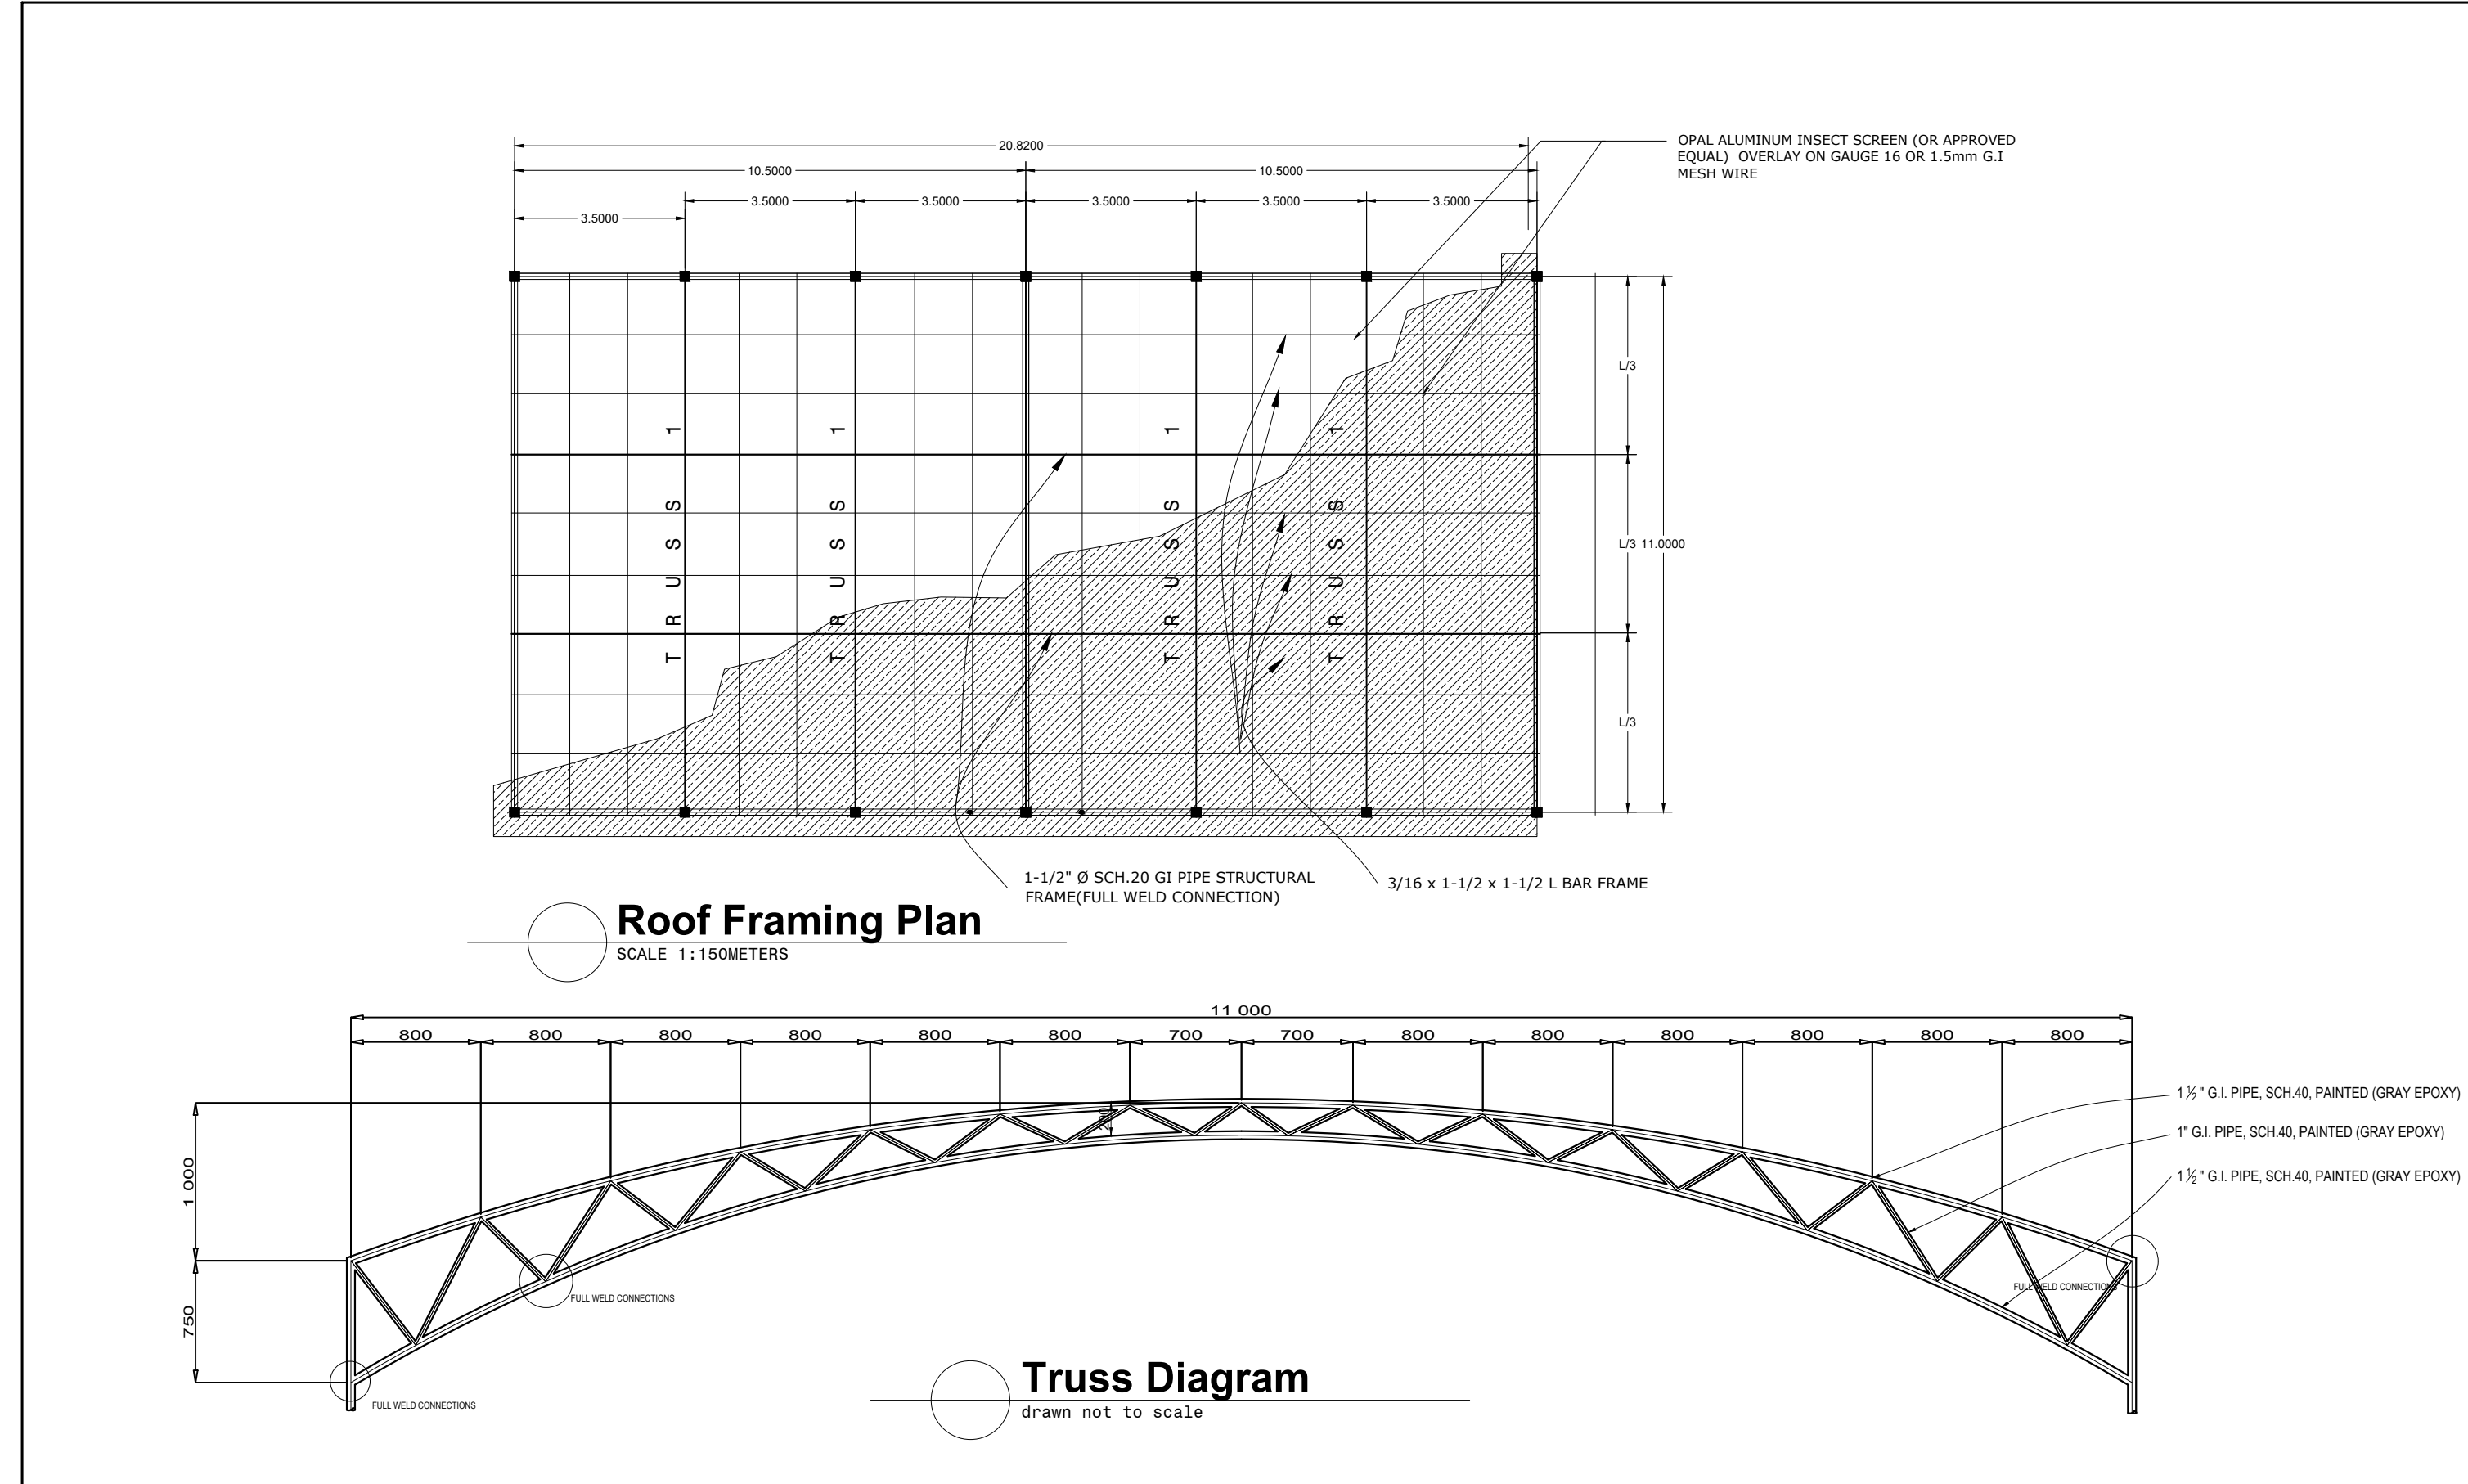 20.8200
10.5000 10.5000
3.5000 3.5000 3.5000 3.5000 3.5000 3.5000
OPAL ALUMINUM INSECT SCREEN (OR APPROVED
EQUAL)  OVERLAY ON GAUGE 16 OR 1.5mm G.I
MESH WIRE
TRUSS 1
TRUSS 1
TRUSS 1
TRUSS 1
L/3
L/3 11.0000
L/3
1-1/2" Ø SCH.20 GI PIPE STRUCTURAL
FRAME(FULL WELD CONNECTION)
3/16 x 1-1/2 x 1-1/2 L BAR FRAME
Roof Framing Plan
SCALE 1:150METERS
11 000
800 800 800 800 800 800 700 700 800 800 800 800 800 800
200
1 000
750
1 ½" G.I. PIPE, SCH.40, PAINTED (GRAY EPOXY)
1" G.I. PIPE, SCH.40, PAINTED (GRAY EPOXY)
1 ½" G.I. PIPE, SCH.40, PAINTED (GRAY EPOXY)
FULL WELD CONNECTIONS
FULL WELD CONNECTIONS
FULL WELD CONNECTIONS
Truss Diagram
drawn not to scale